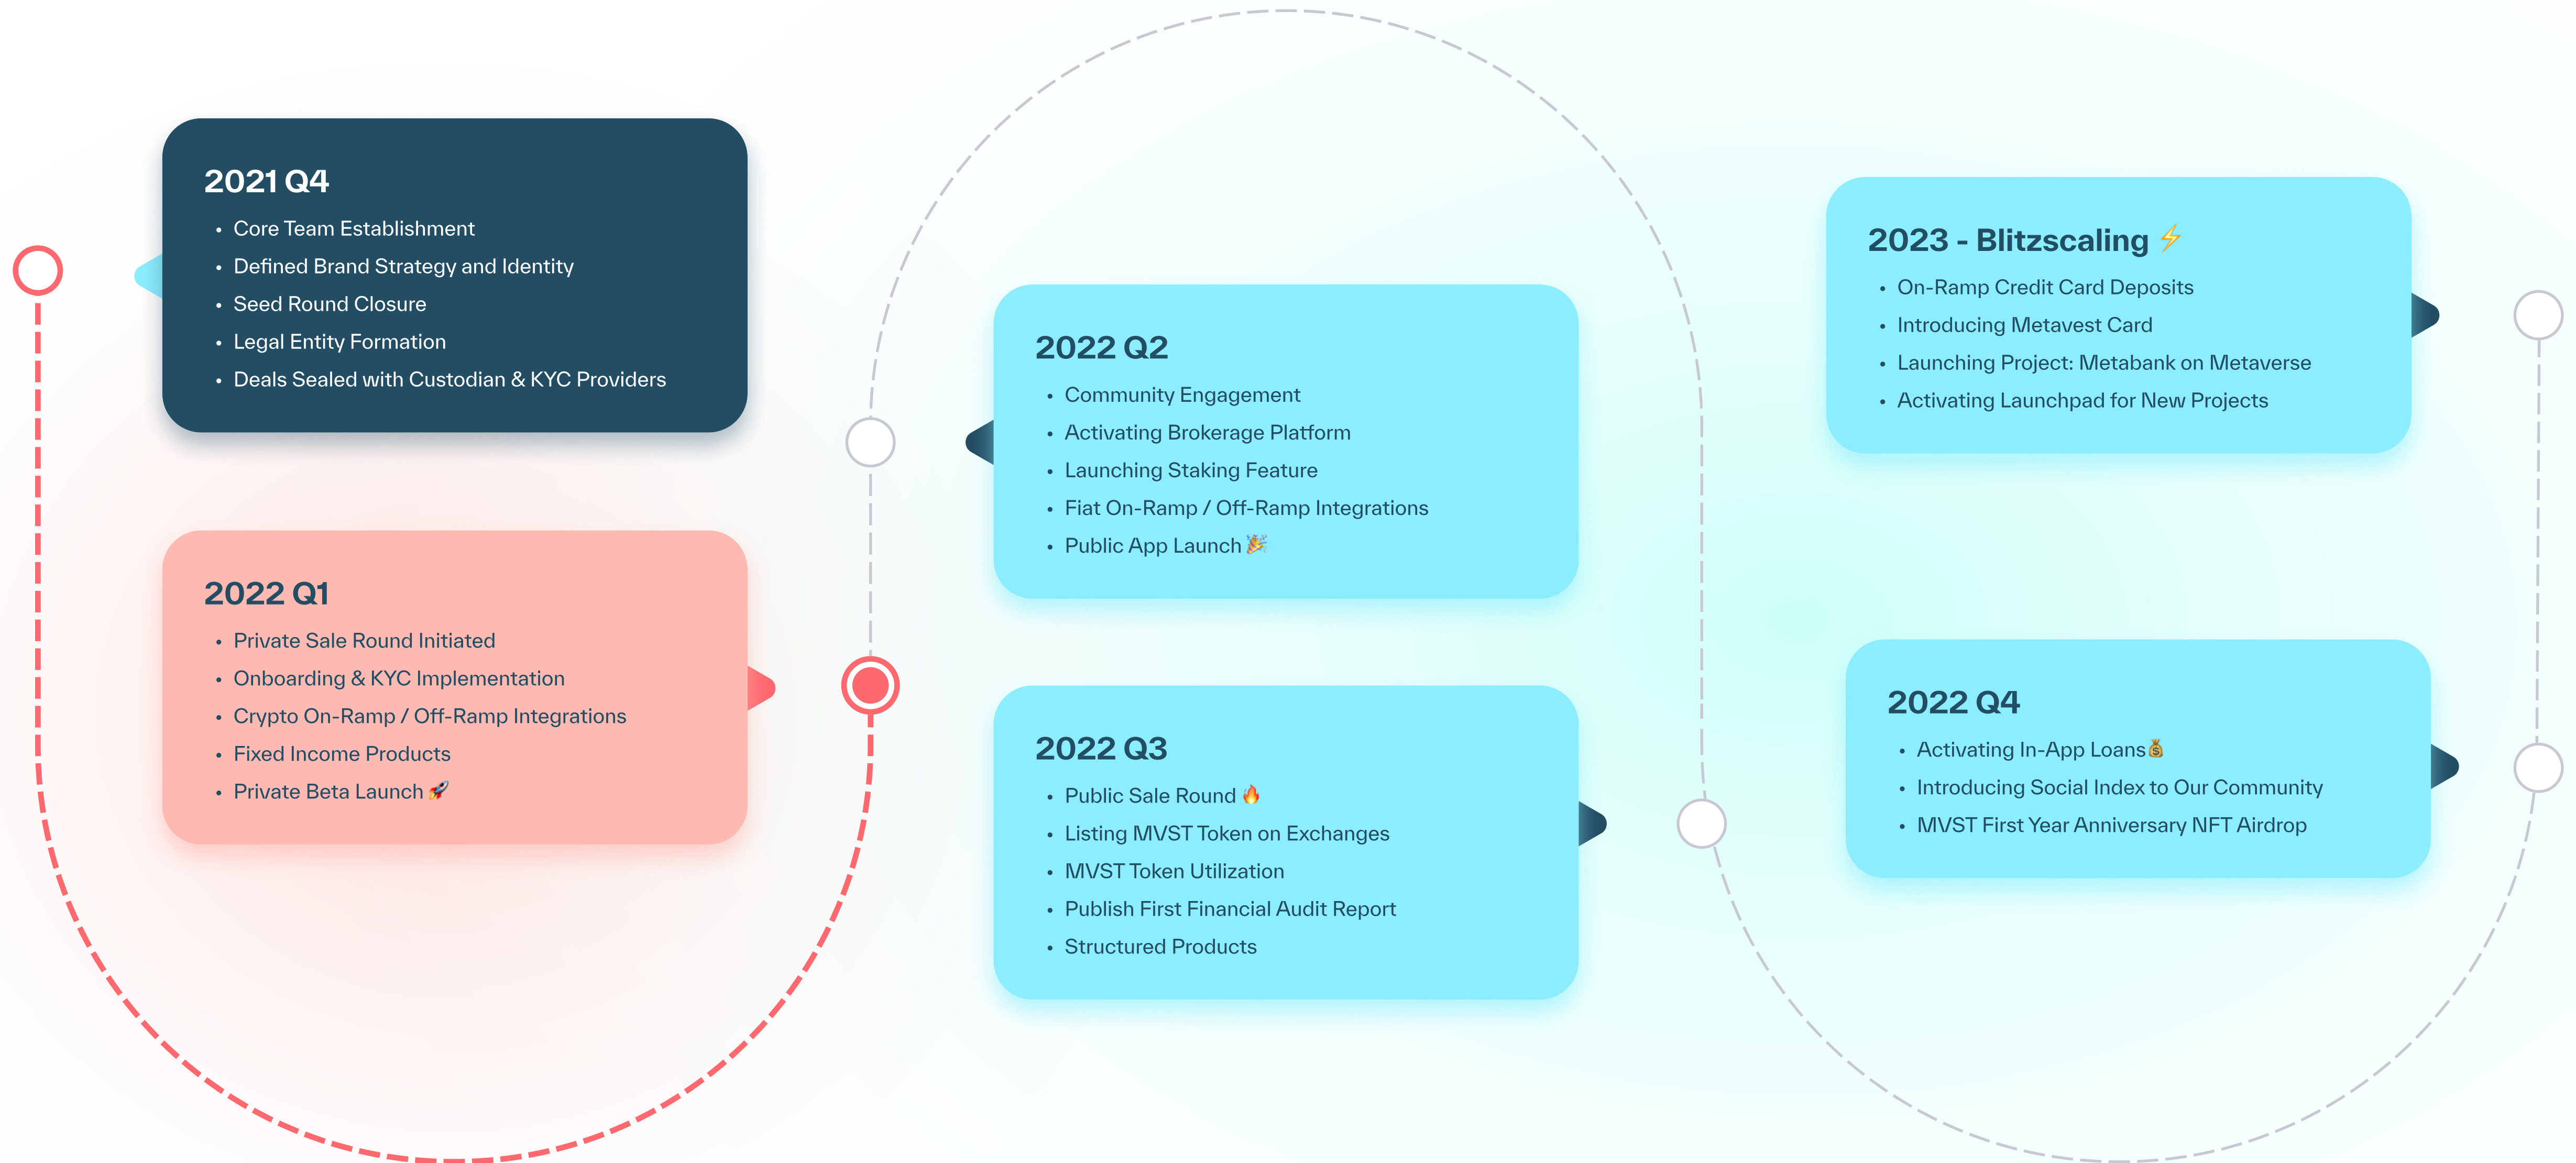 2021 Q4
• Core Team Establishment
• Defined Brand Strategy and Identity
• Seed Round Closure
• Legal Entity Formation
• Deals Sealed with Custodian & KYC Providers
2022 Q1
• Private Sale Round Initiated
• Onboarding & KYC Implementation
• Crypto On-Ramp / Off-Ramp Integrations
• Fixed Income Products
• Private Beta Launch 🚀
2022 Q2
• Community Engagement
• Activating Brokerage Platform
• Launching Staking Feature
• Fiat On-Ramp / Off-Ramp Integrations
• Public App Launch 🎉
2022 Q3
• Public Sale Round 🔥
• Listing MVST Token on Exchanges
• MVST Token Utilization
• Publish First Financial Audit Report
• Structured Products
2023 - Blitzscaling ⚡
• On-Ramp Credit Card Deposits
• Introducing Metavest Card
• Launching Project: Metabank on Metaverse
• Activating Launchpad for New Projects
2022 Q4
• Activating In-App Loans💰
• Introducing Social Index to Our Community
• MVST First Year Anniversary NFT Airdrop